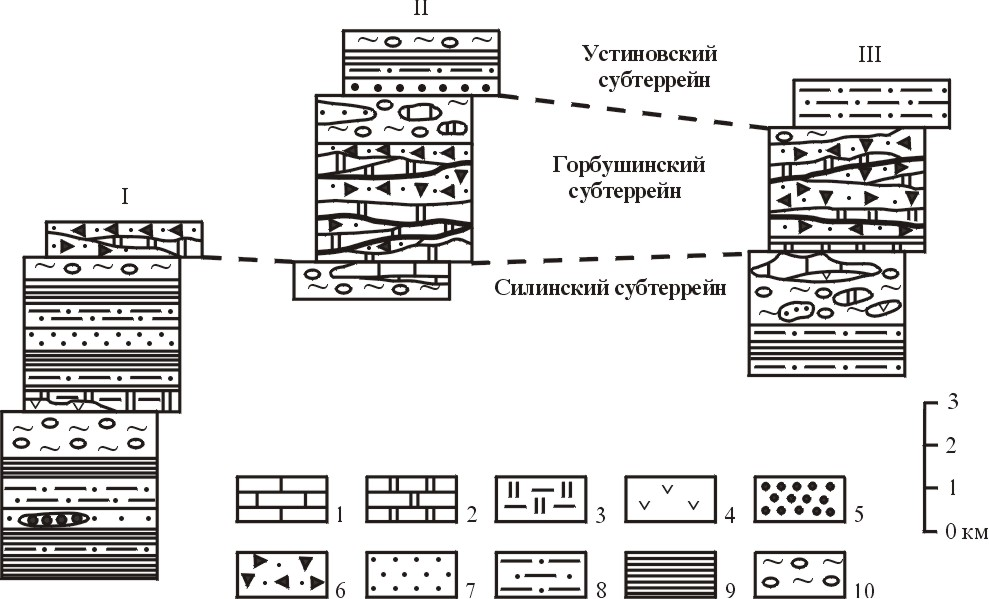 II
Устиновский
субтеррейн
III
Горбушинский
субтеррейн
I
Силинский субтеррейн
3
2
1
0 км
1
2
3
4
5
6
7
8
9
10